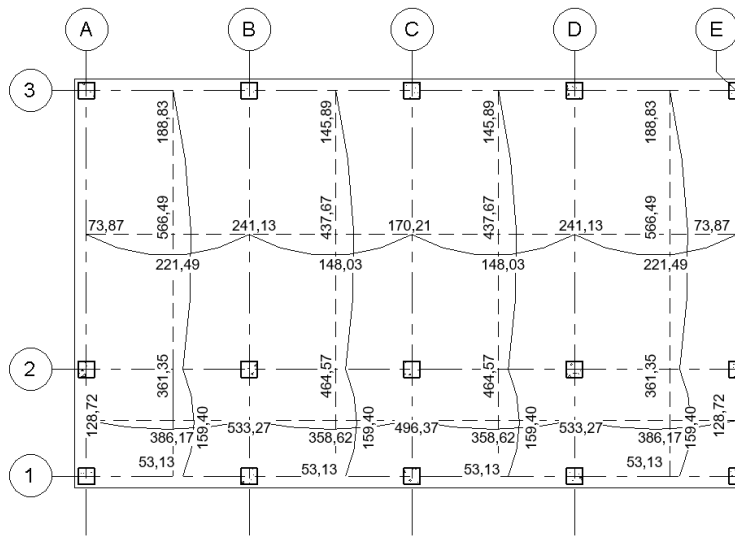 A B C D E
3
188,83 145,89 145,89 188,83
566,49 437,67 437,67 566,49
73,87 241,13 170,21 241,13 73,87
221,49 148,03 148,03 221,49
2
361,35 464,57 464,57 361,35
128,72 159,40 159,40 159,40 159,40 128,72
533,27 496,37 533,27
386,17 358,62 358,62 386,17
53,13 53,13 53,13 53,13
1